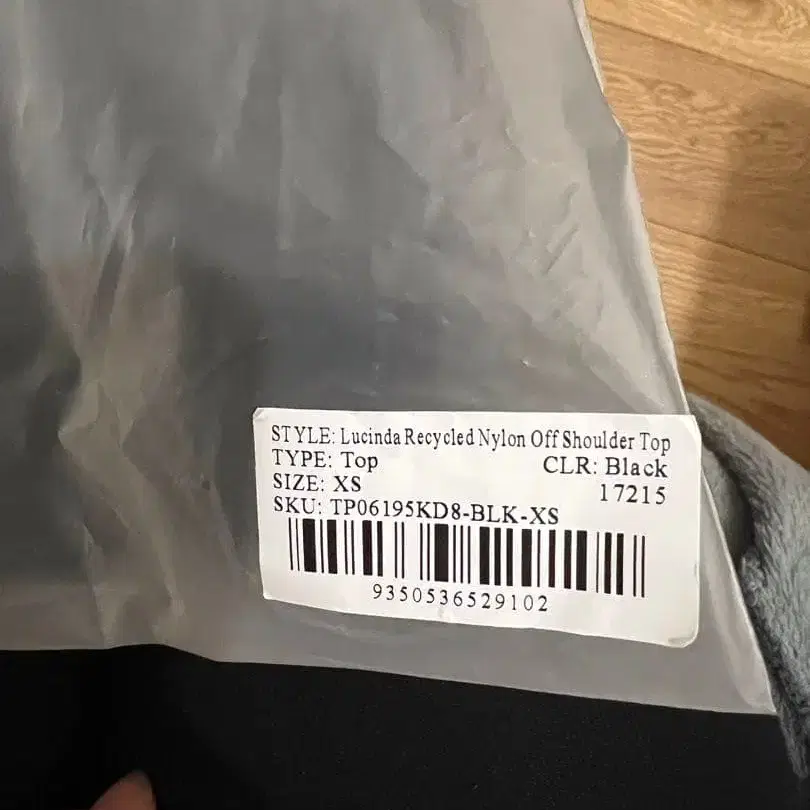 STYLE: Lucinda Recycled Nylon Off Shoulder Top
TYPE: Top CLR: Black
SIZE: XS 17215
SKU: TP06195KD8-BLK-XS
9350536529102